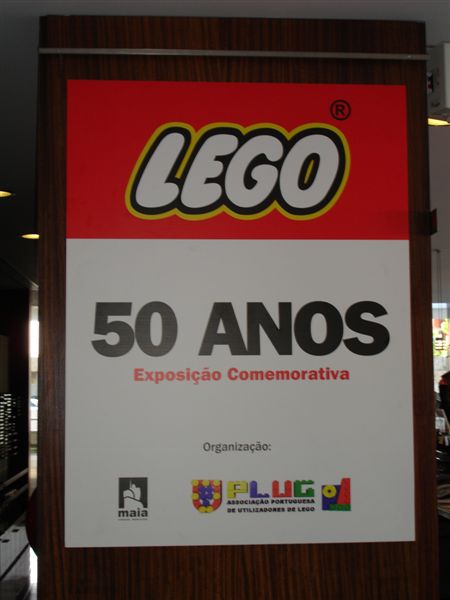 LEGO®
50 ANOS
Exposição Comemorativa
Organização:
maia
PLUG
ASSOCIAÇÃO PORTUGUESA
DE UTILIZADORES DE LEGO